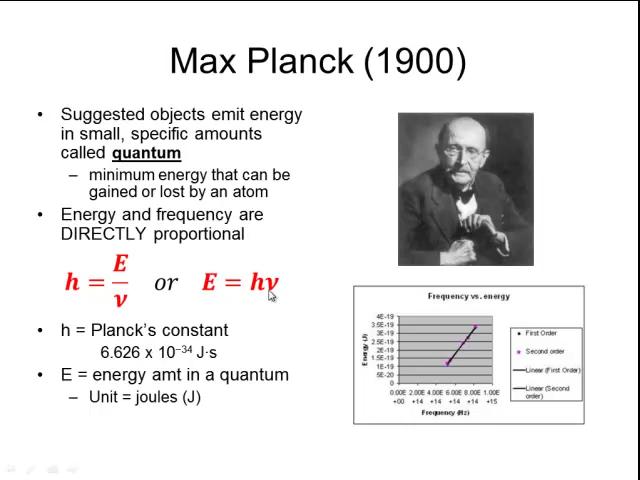 Max Planck (1900)
• Suggested objects emit energy
in small, specific amounts
called quantum
– minimum energy that can be
gained or lost by an atom
• Energy and frequency are
DIRECTLY proportional
h = E/ν or E = hν
• h = Planck's constant
6.626 x 10⁻³⁴ J·s
• E = energy amt in a quantum
– Unit = joules (J)
Frequency vs. energy
Energy (J)
4E-19
3.5E-19
3E-19
2.5E-19
2E-19
1.5E-19
1E-19
5E-20
0
0.00E 2.00E 4.00E 6.00E 8.00E 1.00E
+00 +14 +14 +14 +14 +15
Frequency (Hz)
First Order
Second order
Linear (First Order)
Linear (Second
order)